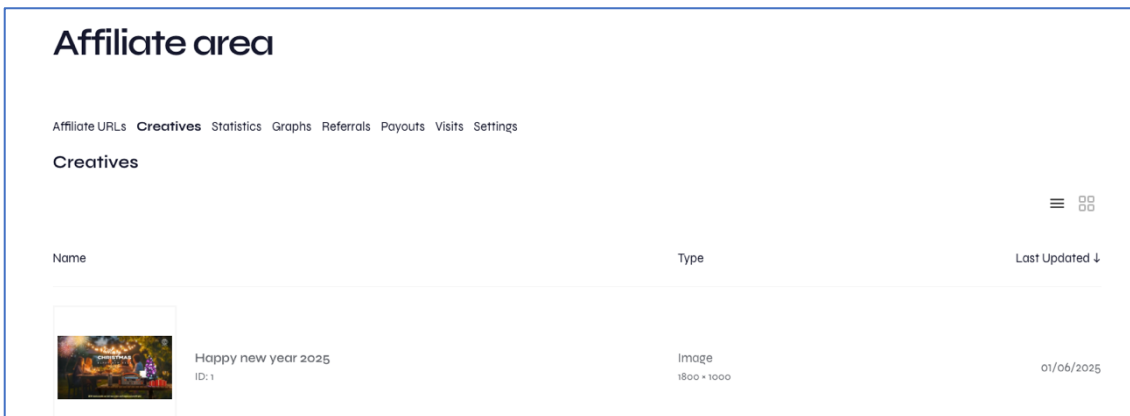 Affiliate area
Affiliate URLs Creatives Statistics Graphs Referrals Payouts Visits Settings
Creatives
Name Type Last Updated ↓
CHRISTMAS
Happy new year 2025 Image 01/06/2025
ID: 1 1800 × 1000